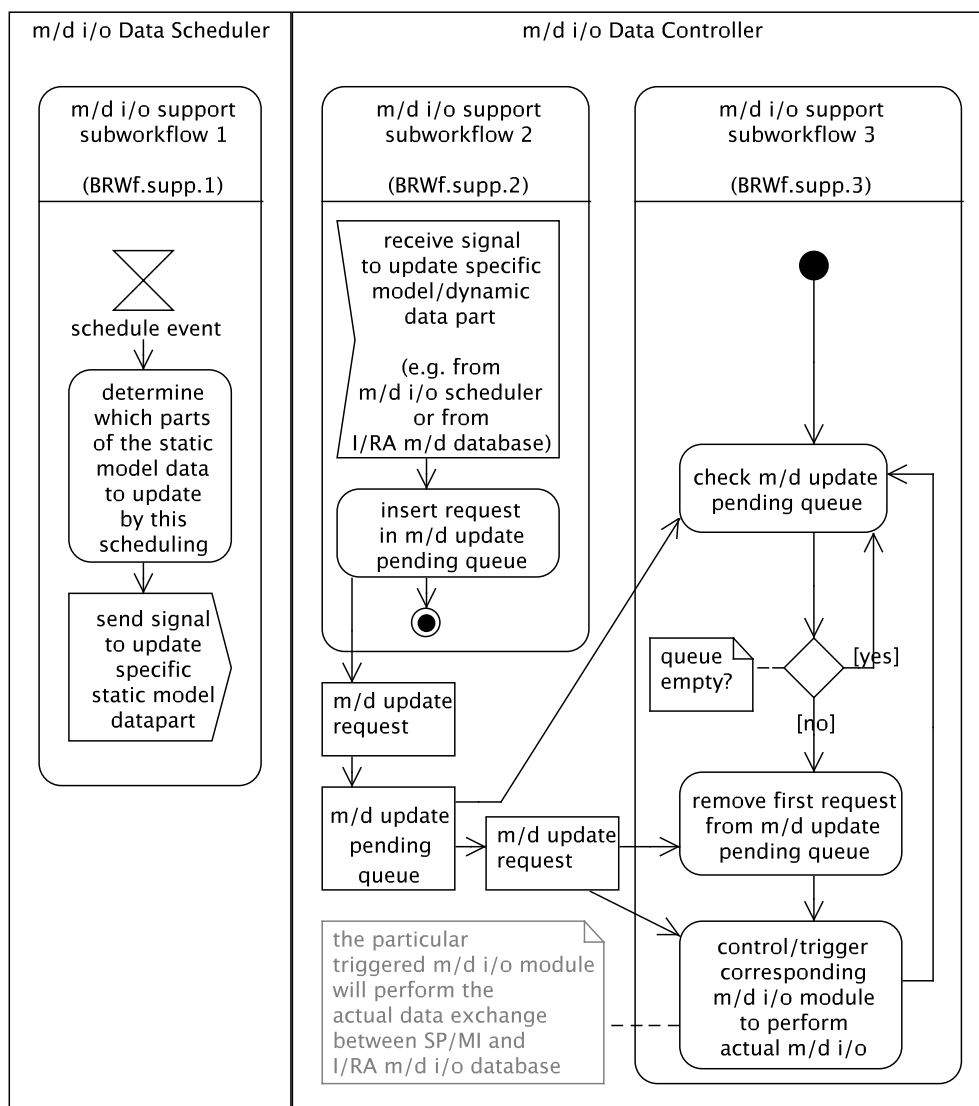 m/d i/o Data Scheduler
m/d i/o Data Controller
m/d i/o support
subworkflow 1
(BRWf.supp.1)
schedule event
determine
which parts
of the static
model data
to update
by this
scheduling
send signal
to update
specific
static model
datapart
m/d i/o support
subworkflow 2
(BRWf.supp.2)
receive signal
to update specific
model/dynamic
data part
(e.g. from
m/d i/o scheduler
or from
I/RA m/d database)
insert request
in m/d update
pending queue
m/d update
request
m/d update
pending
queue
m/d update
request
the particular
triggered m/d i/o module
will perform the
actual data exchange
between SP/MI and
I/RA m/d i/o database
m/d i/o support
subworkflow 3
(BRWf.supp.3)
check m/d update
pending queue
queue
empty?
[yes]
[no]
remove first request
from m/d update
pending queue
control/trigger
corresponding
m/d i/o module
to perform
actual m/d i/o